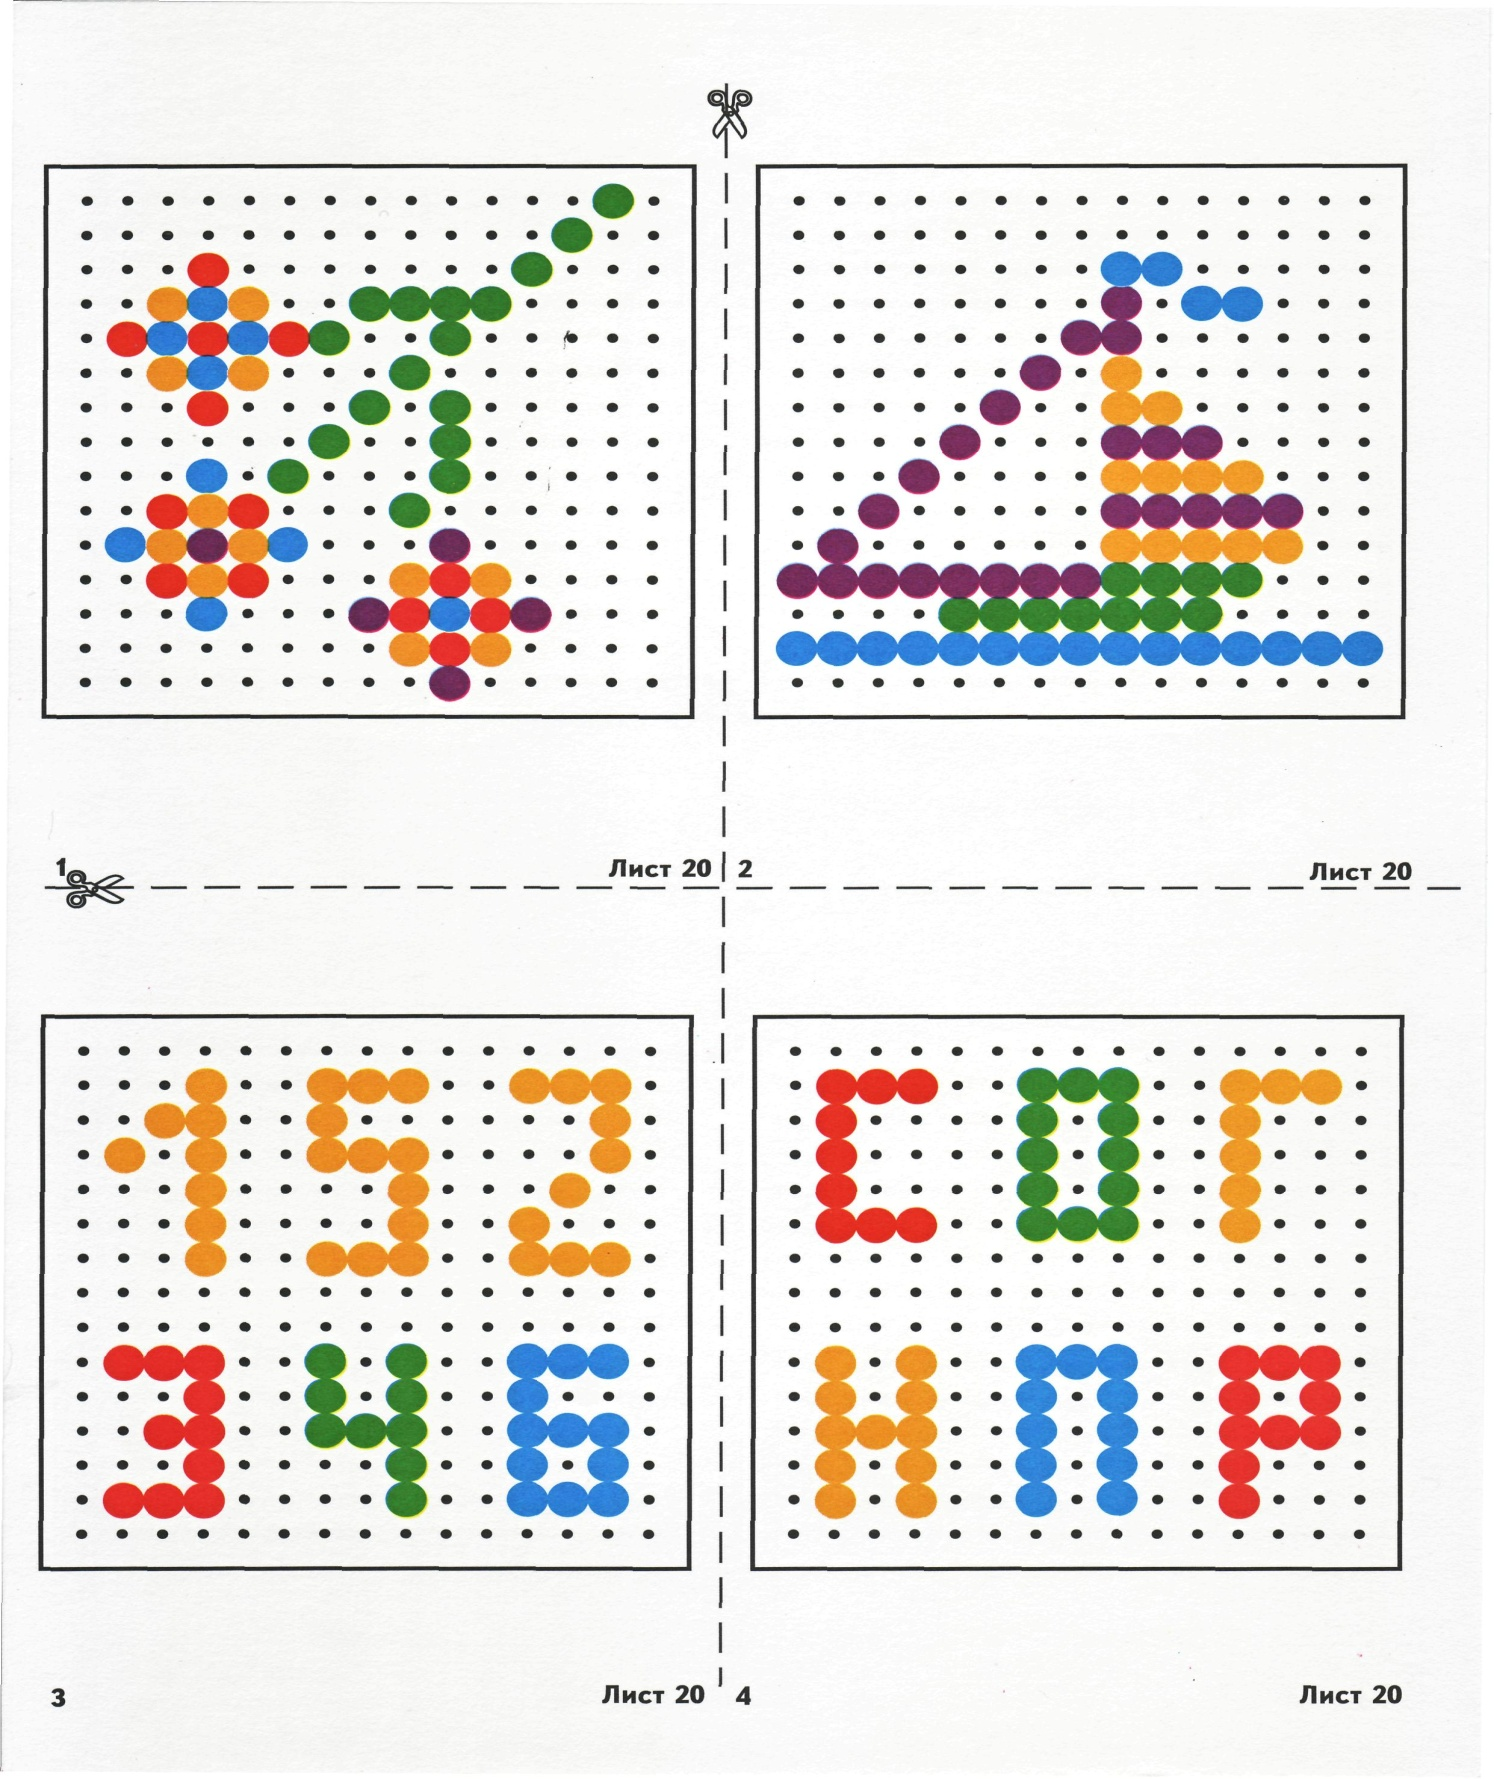 1 Лист 20
2 Лист 20
1 5 2
3 4 6
3 Лист 20
С О Г
Н П Р
4 Лист 20